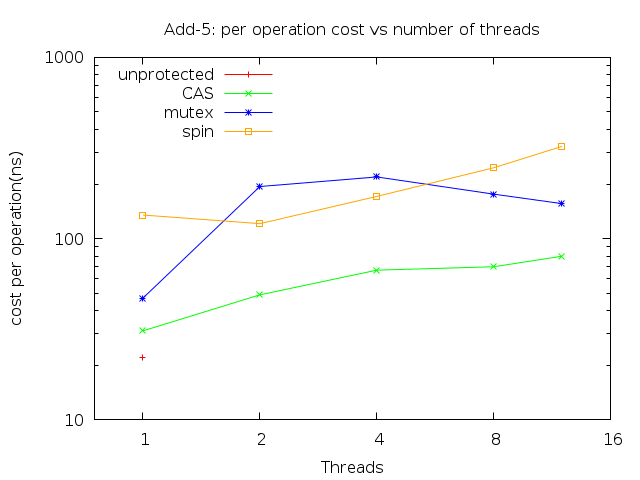 Add-5: per operation cost vs number of threads
1000
unprotected
CAS
mutex
spin
cost per operation(ns)
100
10
1 2 4 8 16
Threads